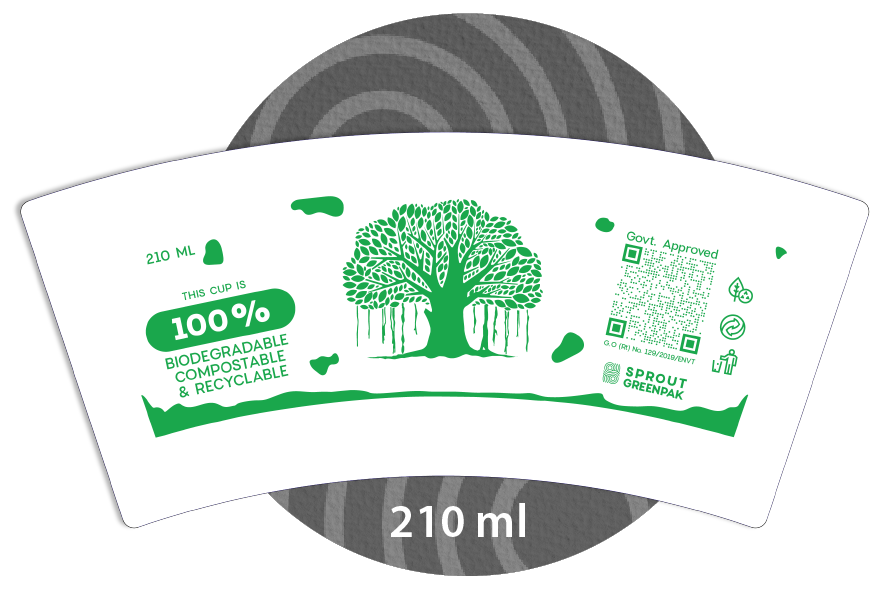 210 ML
THIS CUP IS
100%
BIODEGRADABLE
COMPOSTABLE
& RECYCLABLE
Govt. Approved
G.O (Rt) No. 129/2019/ENVT
SPROUT
GREENPAK
210 ml